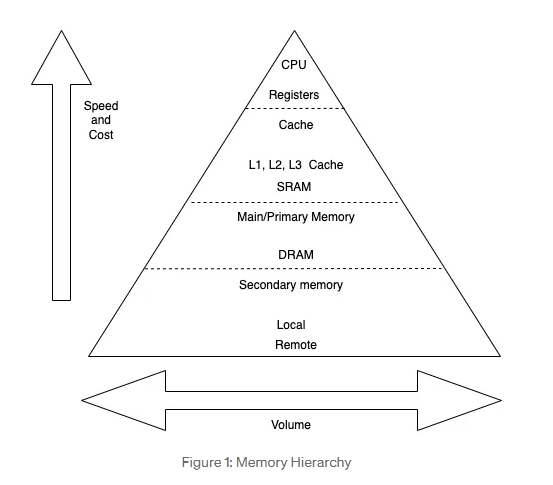 CPU
Registers
Speed
and
Cost
Cache
L1, L2, L3 Cache
SRAM
Main/Primary Memory
DRAM
Secondary memory
Local
Remote
Volume
Figure 1: Memory Hierarchy